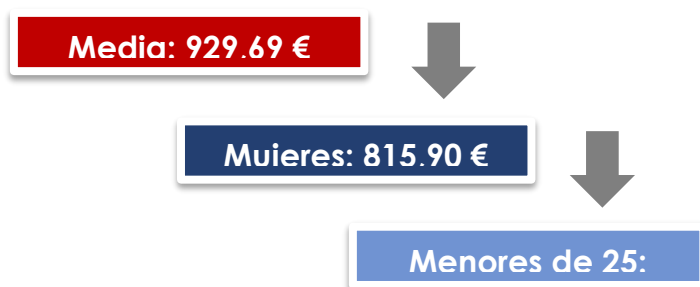 Media: 929,69 €
Mujeres: 815,90 €
Menores de 25: